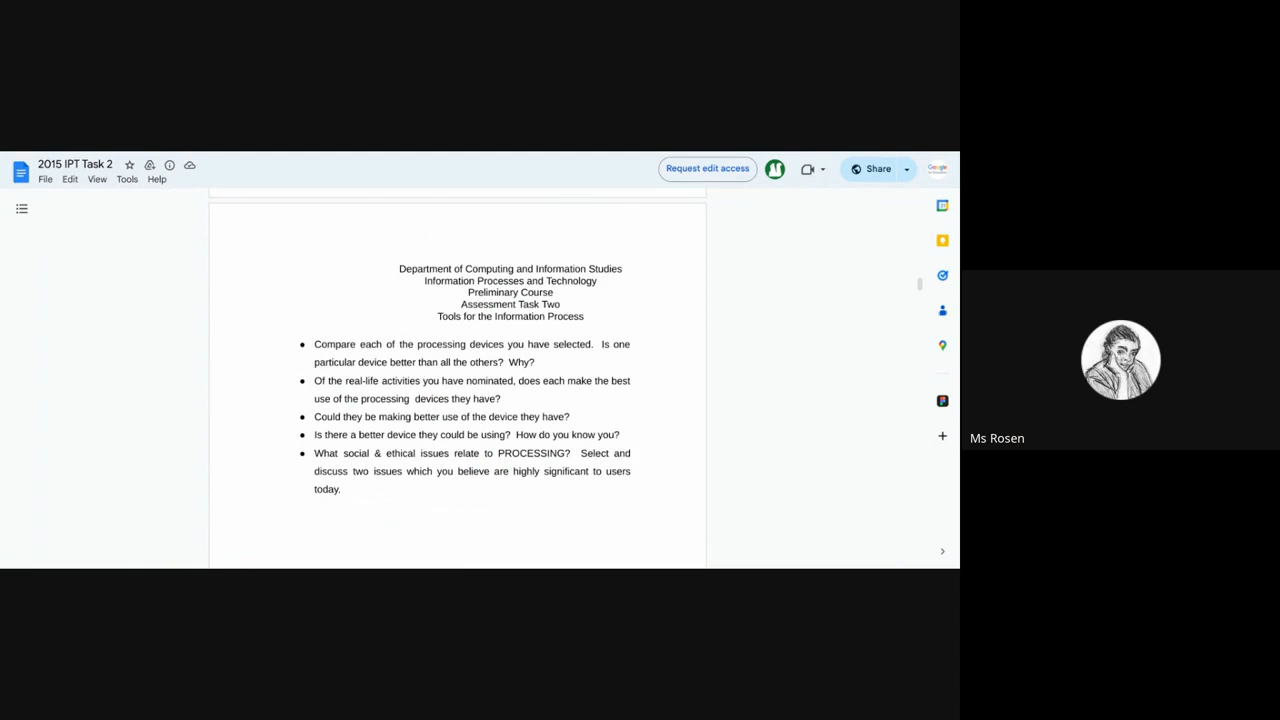 2015 IPT Task 2
File Edit View Tools Help
Request edit access
Share
Google
Department of Computing and Information Studies
Information Processes and Technology
Preliminary Course
Assessment Task Two
Tools for the Information Process
● Compare each of the processing devices you have selected. Is one
particular device better than all the others? Why?
● Of the real-life activities you have nominated, does each make the best
use of the processing devices they have?
● Could they be making better use of the device they have?
● Is there a better device they could be using? How do you know you?
● What social & ethical issues relate to PROCESSING? Select and
discuss two issues which you believe are highly significant to users
today.
Ms Rosen